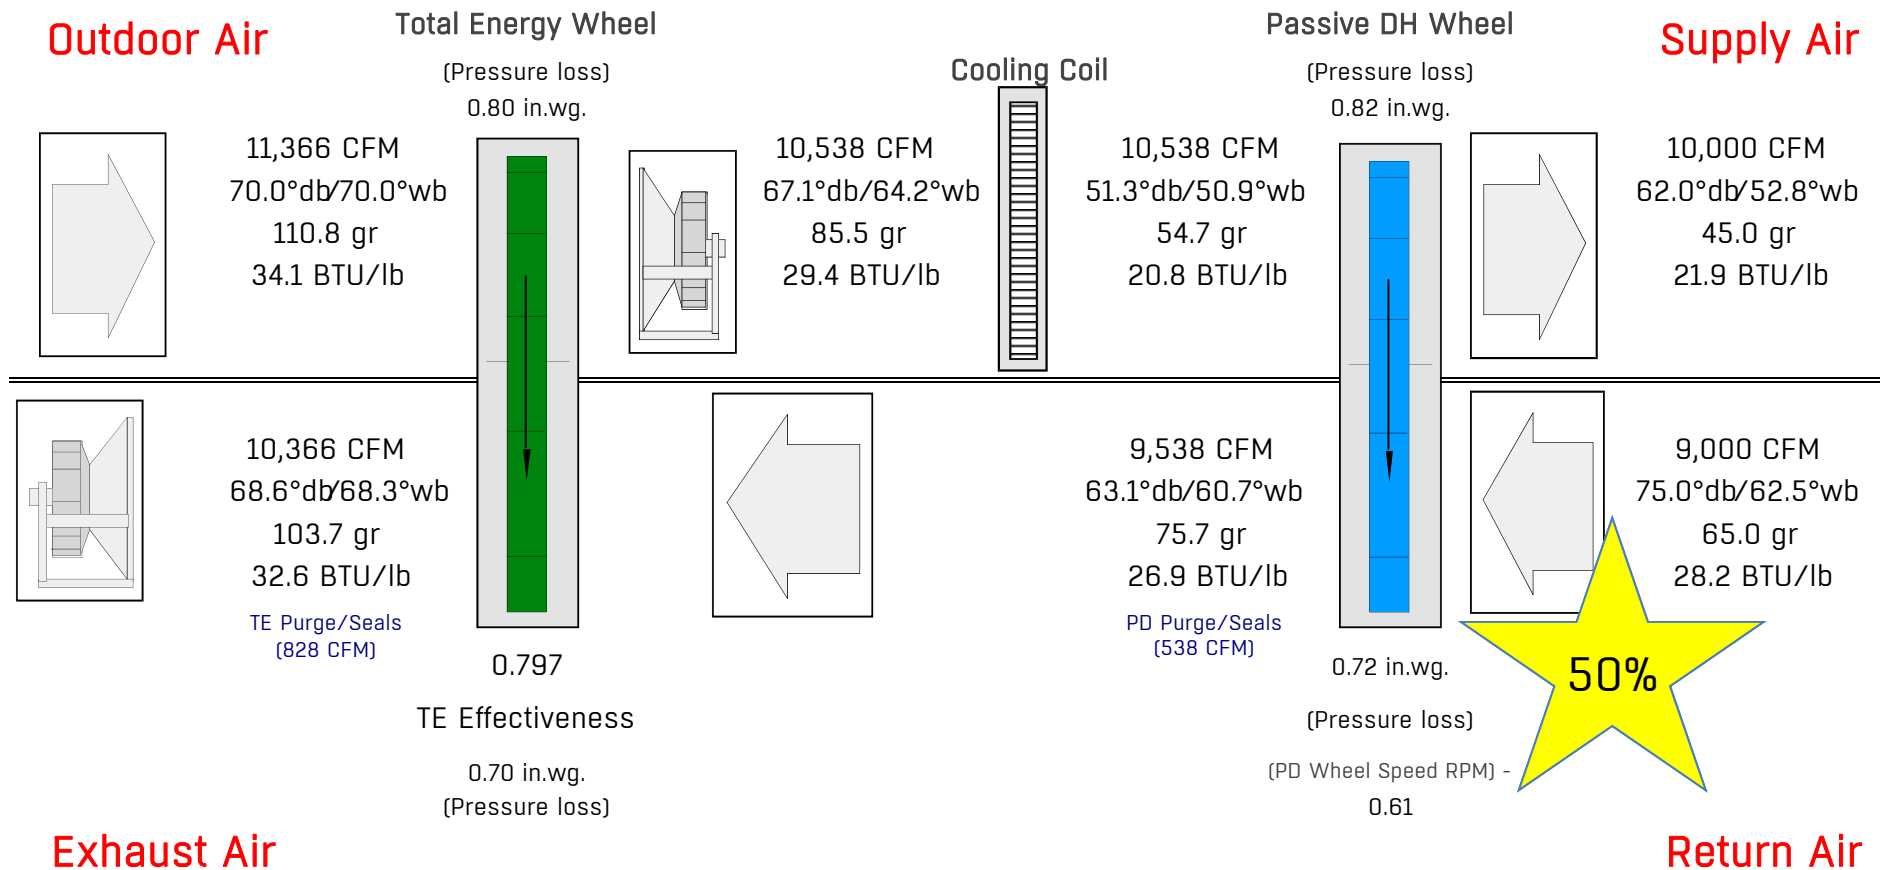 Outdoor Air
Total Energy Wheel
(Pressure loss)
0.80 in.wg.
Cooling Coil
Passive DH Wheel
(Pressure loss)
0.82 in.wg.
Supply Air
11,366 CFM
70.0°db/70.0°wb
110.8 gr
34.1 BTU/lb
10,538 CFM
67.1°db/64.2°wb
85.5 gr
29.4 BTU/lb
10,538 CFM
51.3°db/50.9°wb
54.7 gr
20.8 BTU/lb
10,000 CFM
62.0°db/52.8°wb
45.0 gr
21.9 BTU/lb
10,366 CFM
68.6°db/68.3°wb
103.7 gr
32.6 BTU/lb
TE Purge/Seals
(828 CFM)
0.797
TE Effectiveness
0.70 in.wg.
(Pressure loss)
9,538 CFM
63.1°db/60.7°wb
75.7 gr
26.9 BTU/lb
PD Purge/Seals
(538 CFM)
0.72 in.wg.
(Pressure loss)
(PD Wheel Speed RPM) -
0.61
9,000 CFM
75.0°db/62.5°wb
65.0 gr
28.2 BTU/lb
50%
Exhaust Air
Return Air